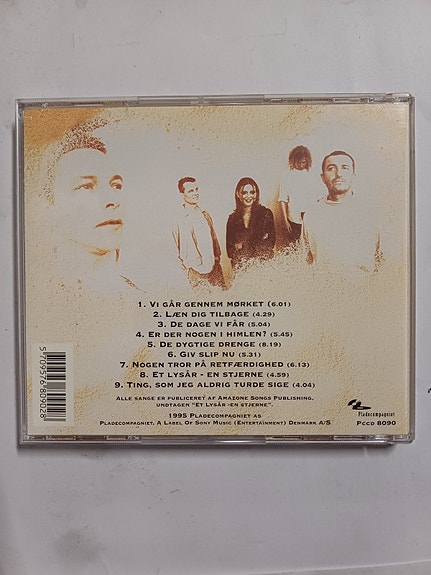 1. Vi går gennem mørket (6.01)
2. Læn dig tilbage (4.29)
3. De dage vi får (5.04)
4. Er der nogen i himlen? (5.45)
5. De dygtige drenge (8.19)
6. Giv slip nu (5.31)
7. Nogen tror på retfærdighed (6.13)
8. Et lysår - en stjerne (4.59)
9. Ting, som jeg aldrig turde sige (4.04)
Alle sange er publiceret af Amazone Songs Publishing,
undtagen "Et lysår -en stjerne".
1995 Pladecompagniet as
Pladecompagniet, A Label Of Sony Music (Entertainment) Denmark A/S
Pladecompagniet
Pccd 8090
5709576809028